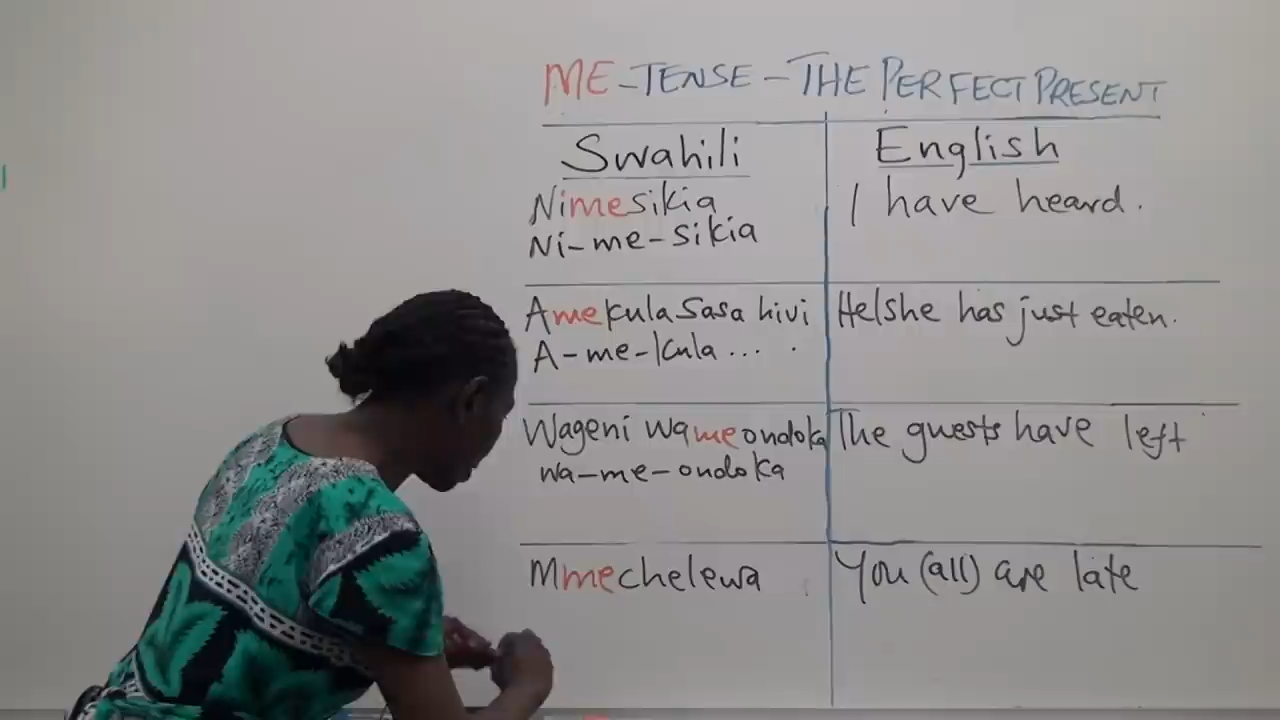 ME-TENSE-THE PERFECT PRESENT
Swahili English
Nimesikia I have heard.
Ni-me-sikia
Amekula Sasa hivi He/she has just eaten.
A-me-kula ...
Wageni wameondoka The guests have left
wa-me-ondoka
Mmechelewa You (all) are late